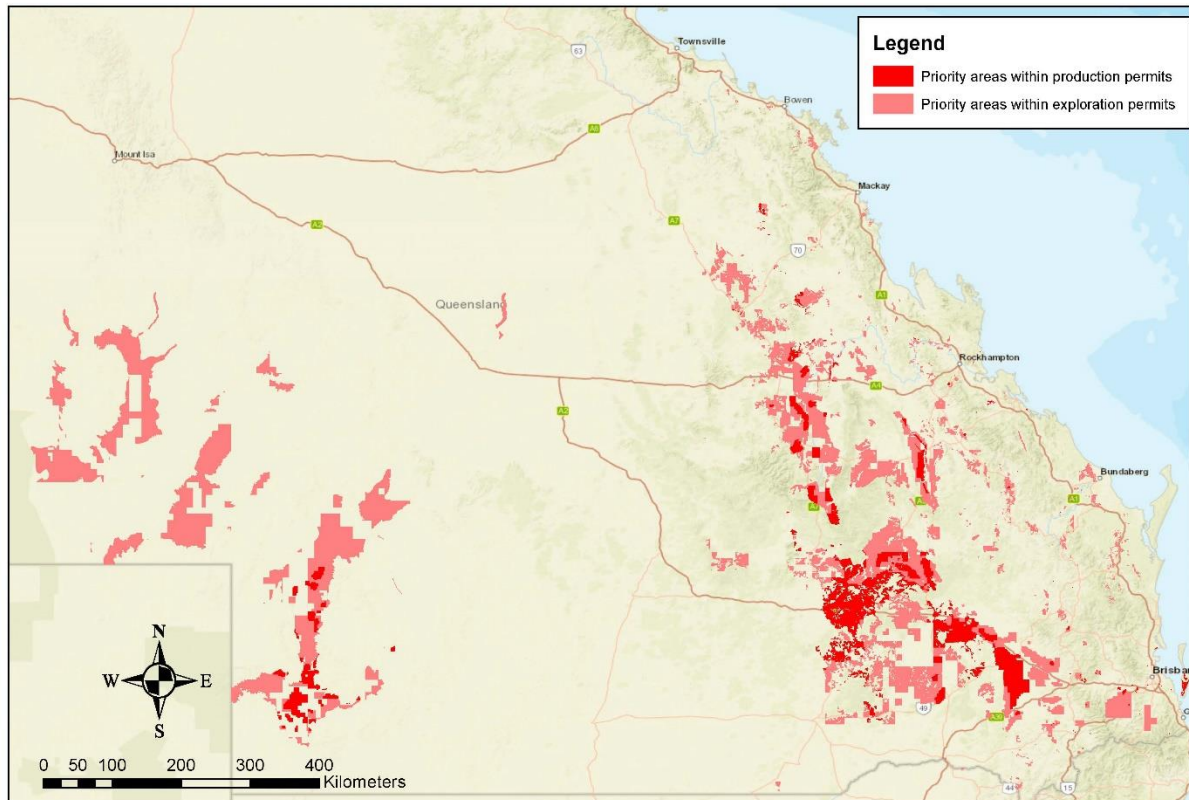 Townsville
63
Legend
Priority areas within production permits
Priority areas within exploration permits
Bowen
A6
Mount Isa
Mackay
A2
A7
70
Queensland
A1
Rockhampton
A4
A2
Bundaberg
A5
N
W E
S
Brisba
49
A39
44
15
0 50 100 200 300 400
Kilometers